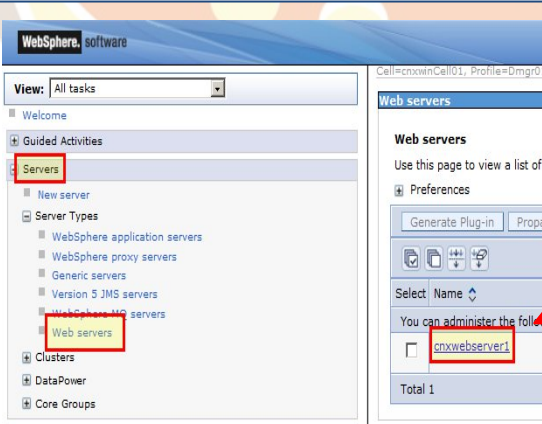 WebSphere. software
View: All tasks
Welcome
Guided Activities
Servers
New server
Server Types
WebSphere application servers
WebSphere proxy servers
Generic servers
Version 5 JMS servers
WebSphere MQ servers
Web servers
Clusters
DataPower
Core Groups
Cell=cnxwinCell01, Profile=Dmgr0
Web servers
Web servers
Use this page to view a list of
Preferences
Generate Plug-in Propa
Select Name
You can administer the follo
cnxwebserver1
Total 1